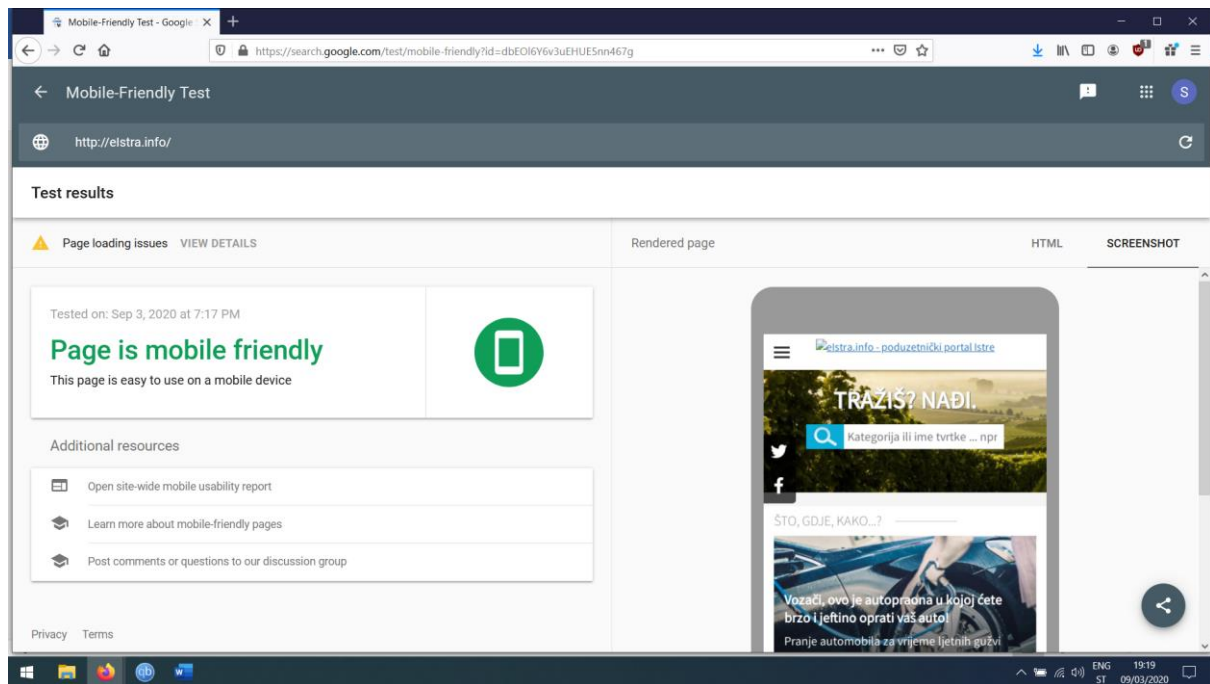 Mobile-Friendly Test - Google
https://search.google.com/test/mobile-friendly?id=dbEOl6Y6v3uEHUE5nn467g
Mobile-Friendly Test
S
http://elstra.info/
Test results
Page loading issues VIEW DETAILS
Rendered page HTML SCREENSHOT
Tested on: Sep 3, 2020 at 7:17 PM
Page is mobile friendly
This page is easy to use on a mobile device
Additional resources
Open site-wide mobile usability report
Learn more about mobile-friendly pages
Post comments or questions to our discussion group
Privacy Terms
elstra.info - poduzetnički portal Istre
TRAŽIŠ? NAĐI.
Kategorija ili ime tvrtke ... npr
ŠTO, GDJE, KAKO...?
Vozači, ovo je autopraona u kojoj ćete
brzo i jeftino oprati vaš auto!
Pranje automobila za vrijeme ljetnih gužvi
ENG 19:19
ST 09/03/2020